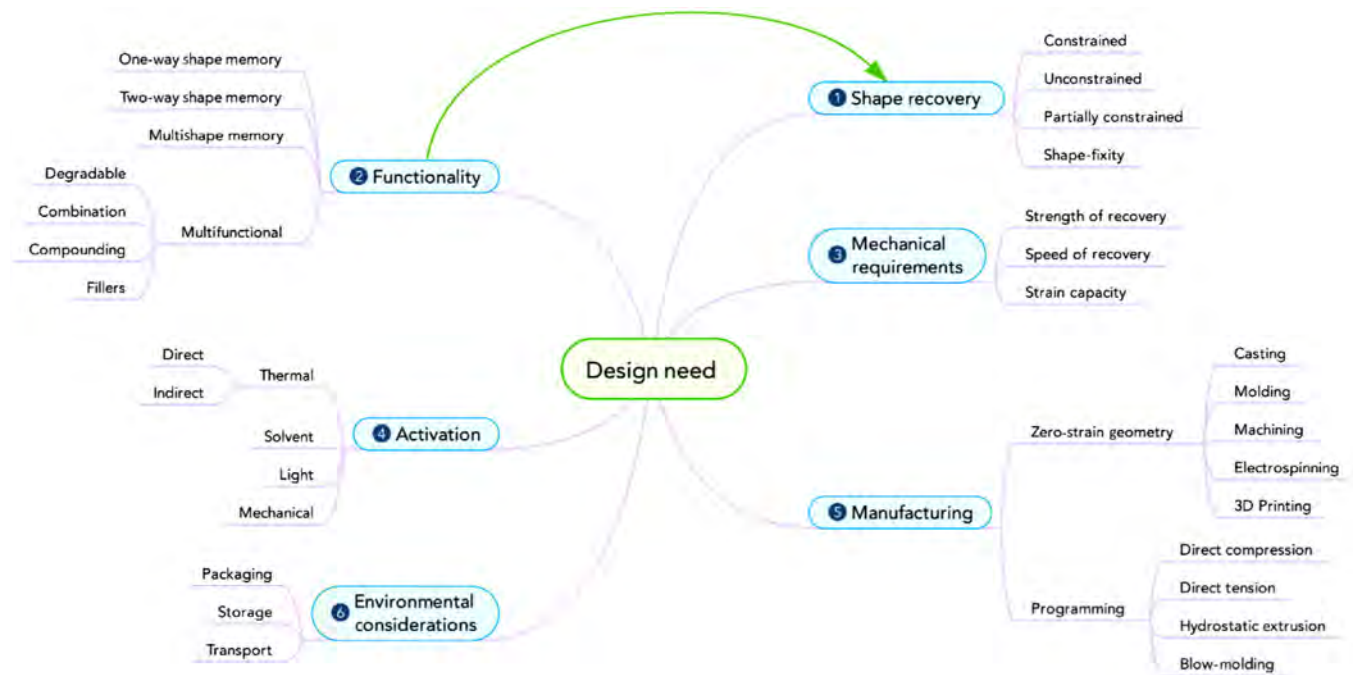 One-way shape memory
Two-way shape memory
Multishape memory
Degradable
Combination
Compounding
Fillers
Multifunctional
2 Functionality
1 Shape recovery
Constrained
Unconstrained
Partially constrained
Shape-fixity
3 Mechanical
requirements
Strength of recovery
Speed of recovery
Strain capacity
Design need
Direct
Indirect
Thermal
Solvent
Light
Mechanical
4 Activation
Packaging
Storage
Transport
6 Environmental
considerations
5 Manufacturing
Zero-strain geometry
Casting
Molding
Machining
Electrospinning
3D Printing
Programming
Direct compression
Direct tension
Hydrostatic extrusion
Blow-molding